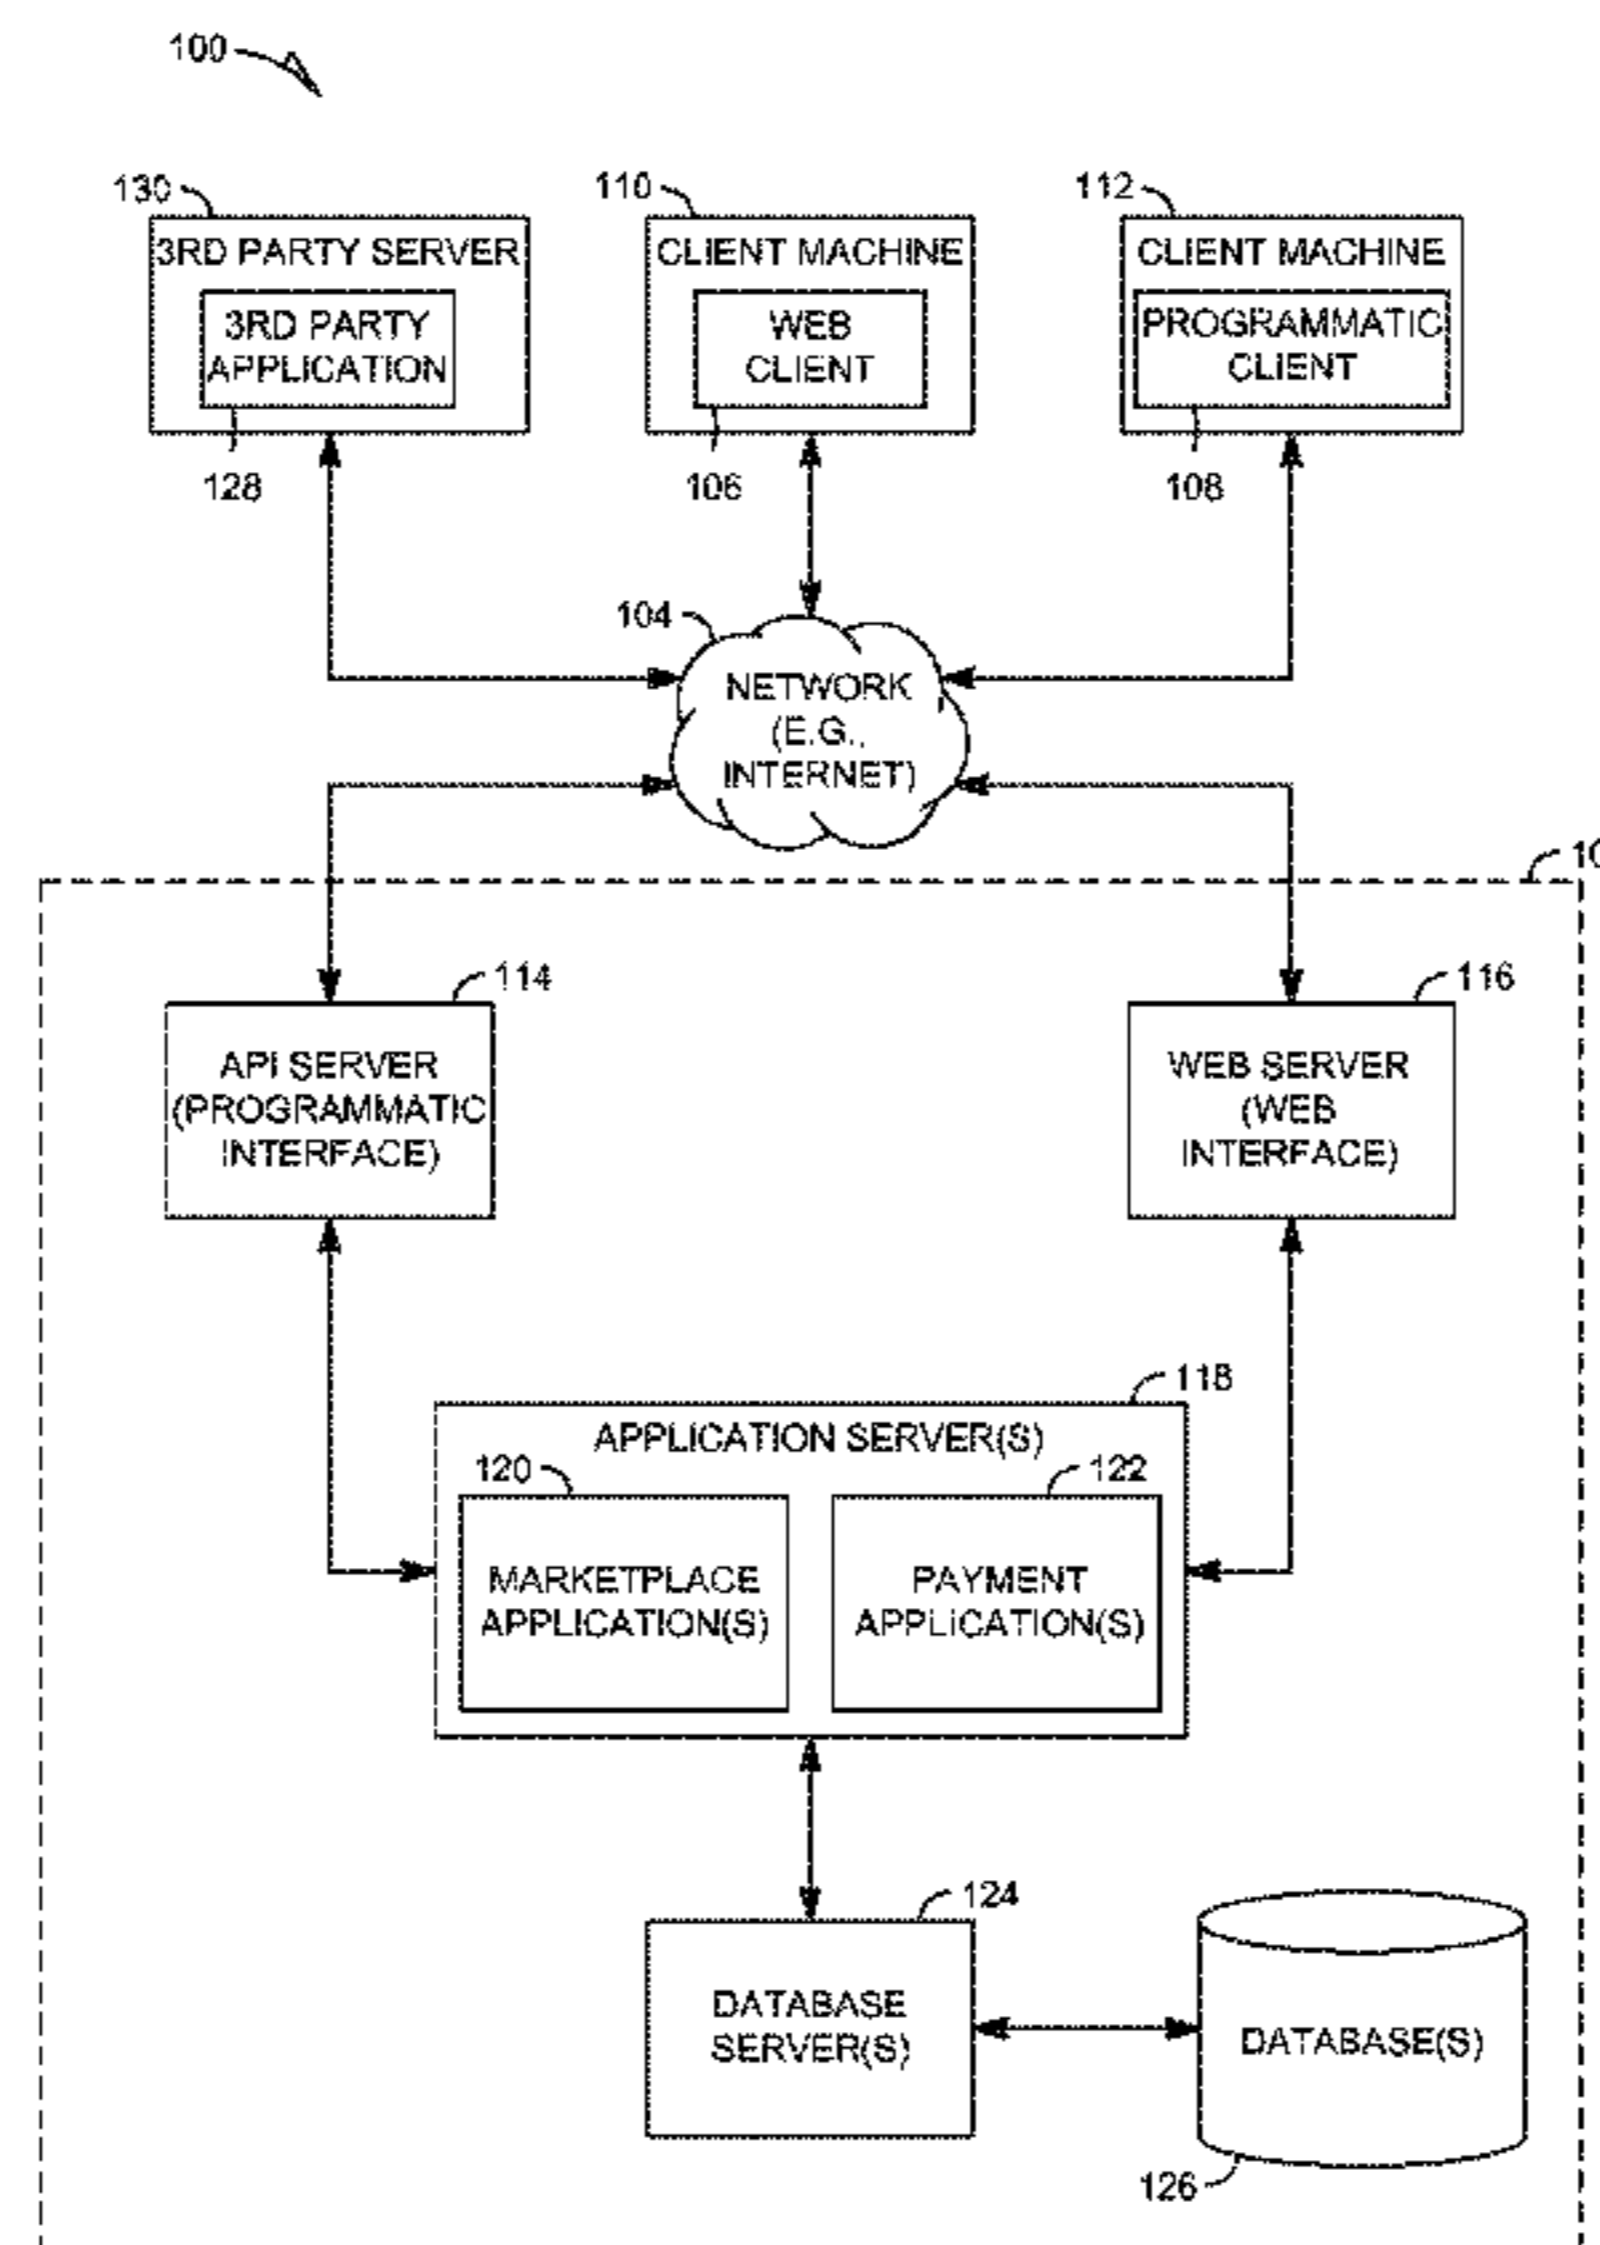 100
130
110
112
3RD PARTY SERVER
3RD PARTY
APPLICATION
128
CLIENT MACHINE
WEB
CLIENT
106
CLIENT MACHINE
PROGRAMMATIC
CLIENT
108
104
NETWORK
(E.G.,
INTERNET)
114
API SERVER
(PROGRAMMATIC
INTERFACE)
116
WEB SERVER
(WEB
INTERFACE)
118
APPLICATION SERVER(S)
120
MARKETPLACE
APPLICATION(S)
122
PAYMENT
APPLICATION(S)
124
DATABASE
SERVER(S)
DATABASE(S)
126